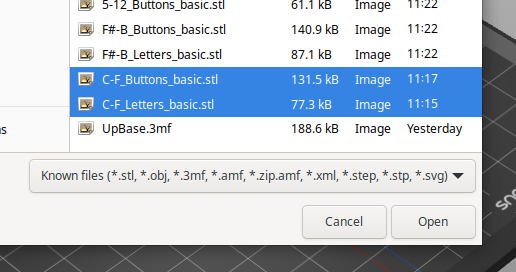 5-12_Buttons_basic.stl 61.1 kB Image 11:22
F#-B_Buttons_basic.stl 140.9 kB Image 11:22
F#-B_Letters_basic.stl 87.1 kB Image 11:22
C-F_Buttons_basic.stl 131.5 kB Image 11:17
C-F_Letters_basic.stl 77.3 kB Image 11:15
UpBase.3mf 188.6 kB Image Yesterday
Known files (*.stl, *.obj, *.3mf, *.amf, *.zip.amf, *.xml, *.step, *.stp, *.svg)
Cancel Open